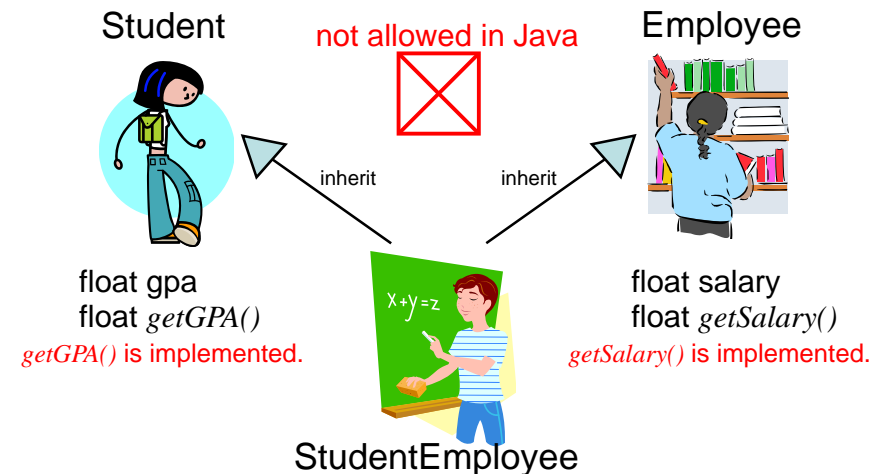 Student
not allowed in Java
Employee
inherit
inherit
float gpa
float getGPA()
getGPA() is implemented.
float salary
float getSalary()
getSalary() is implemented.
x+y=z
StudentEmployee